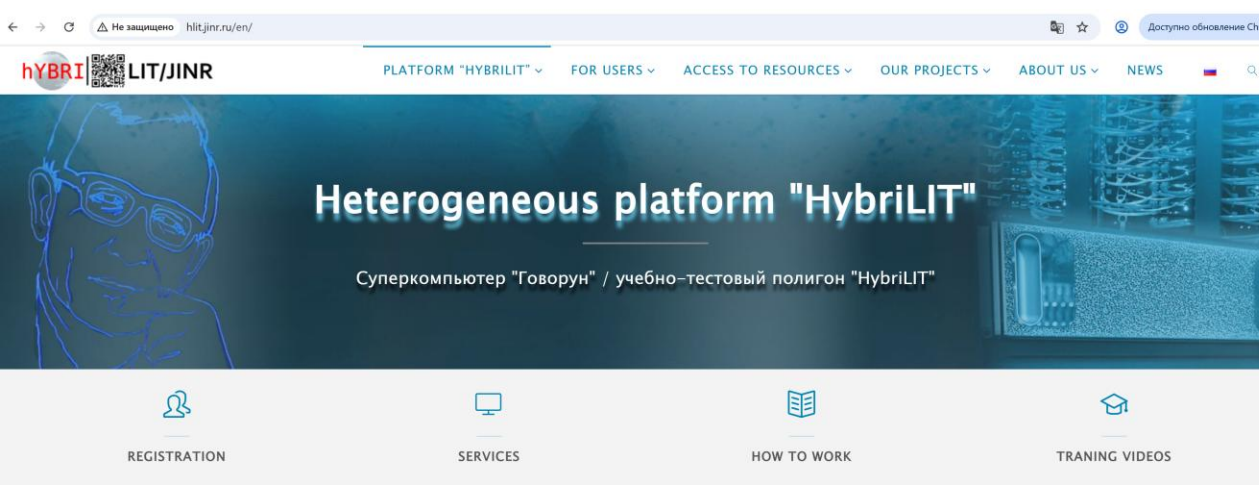 Не защищено hlit.jinr.ru/en/ Доступно обновление Ch
hYBRI LIT/JINR PLATFORM "HYBRILIT" FOR USERS ACCESS TO RESOURCES OUR PROJECTS ABOUT US NEWS
Heterogeneous platform "HybriLIT"
Суперкомпьютер "Говорун" / учебно-тестовый полигон "HybriLIT"
REGISTRATION SERVICES HOW TO WORK TRANING VIDEOS